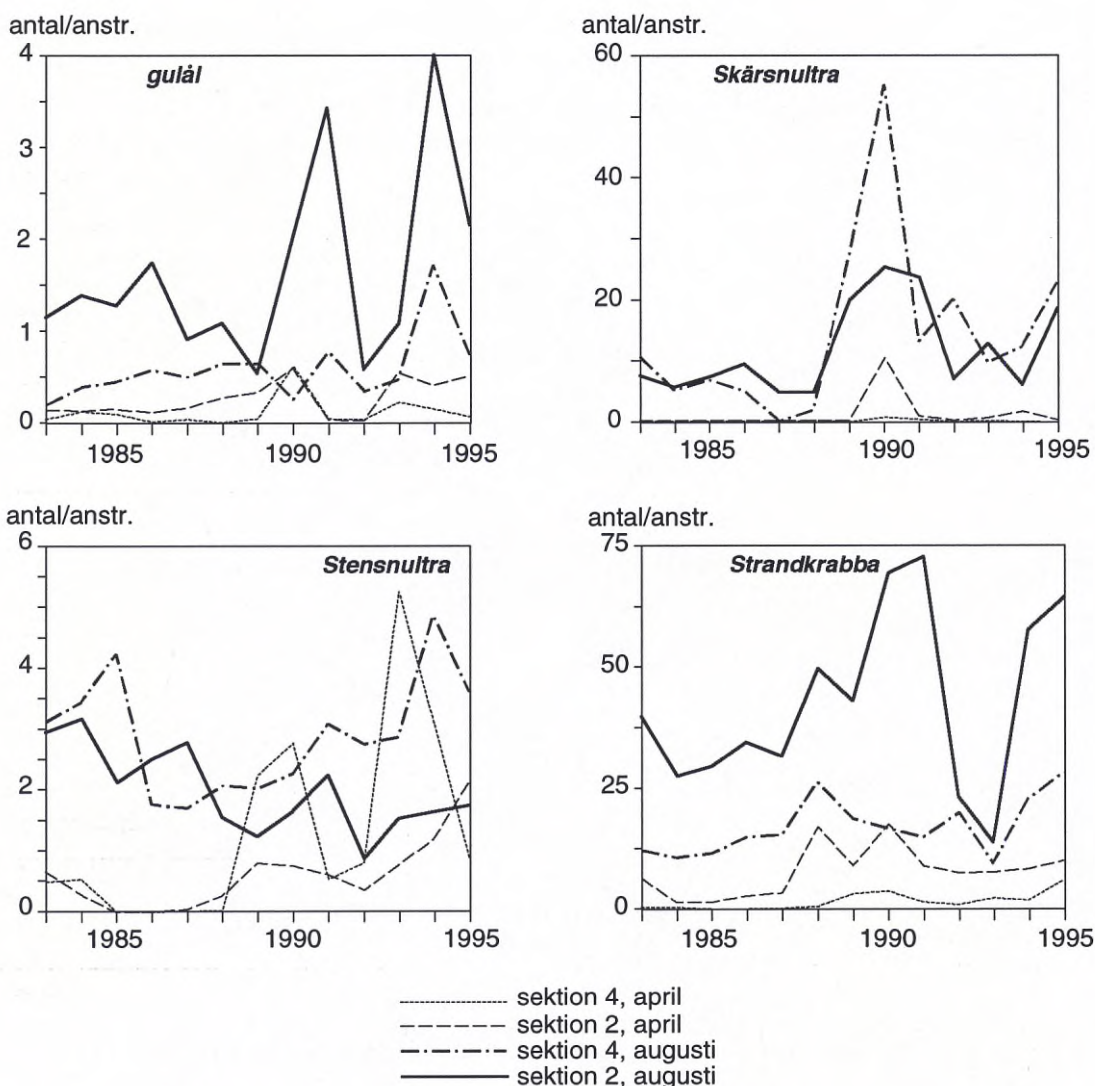 antal/anstr.
gulål
4
3
2
1
0
1985 1990 1995
antal/anstr.
Skärsnultra
60
40
20
0
1985 1990 1995
antal/anstr.
Stensnultra
6
4
2
0
1985 1990 1995
antal/anstr.
Strandkrabba
75
50
25
0
1985 1990 1995
sektion 4, april
sektion 2, april
sektion 4, augusti
sektion 2, augusti